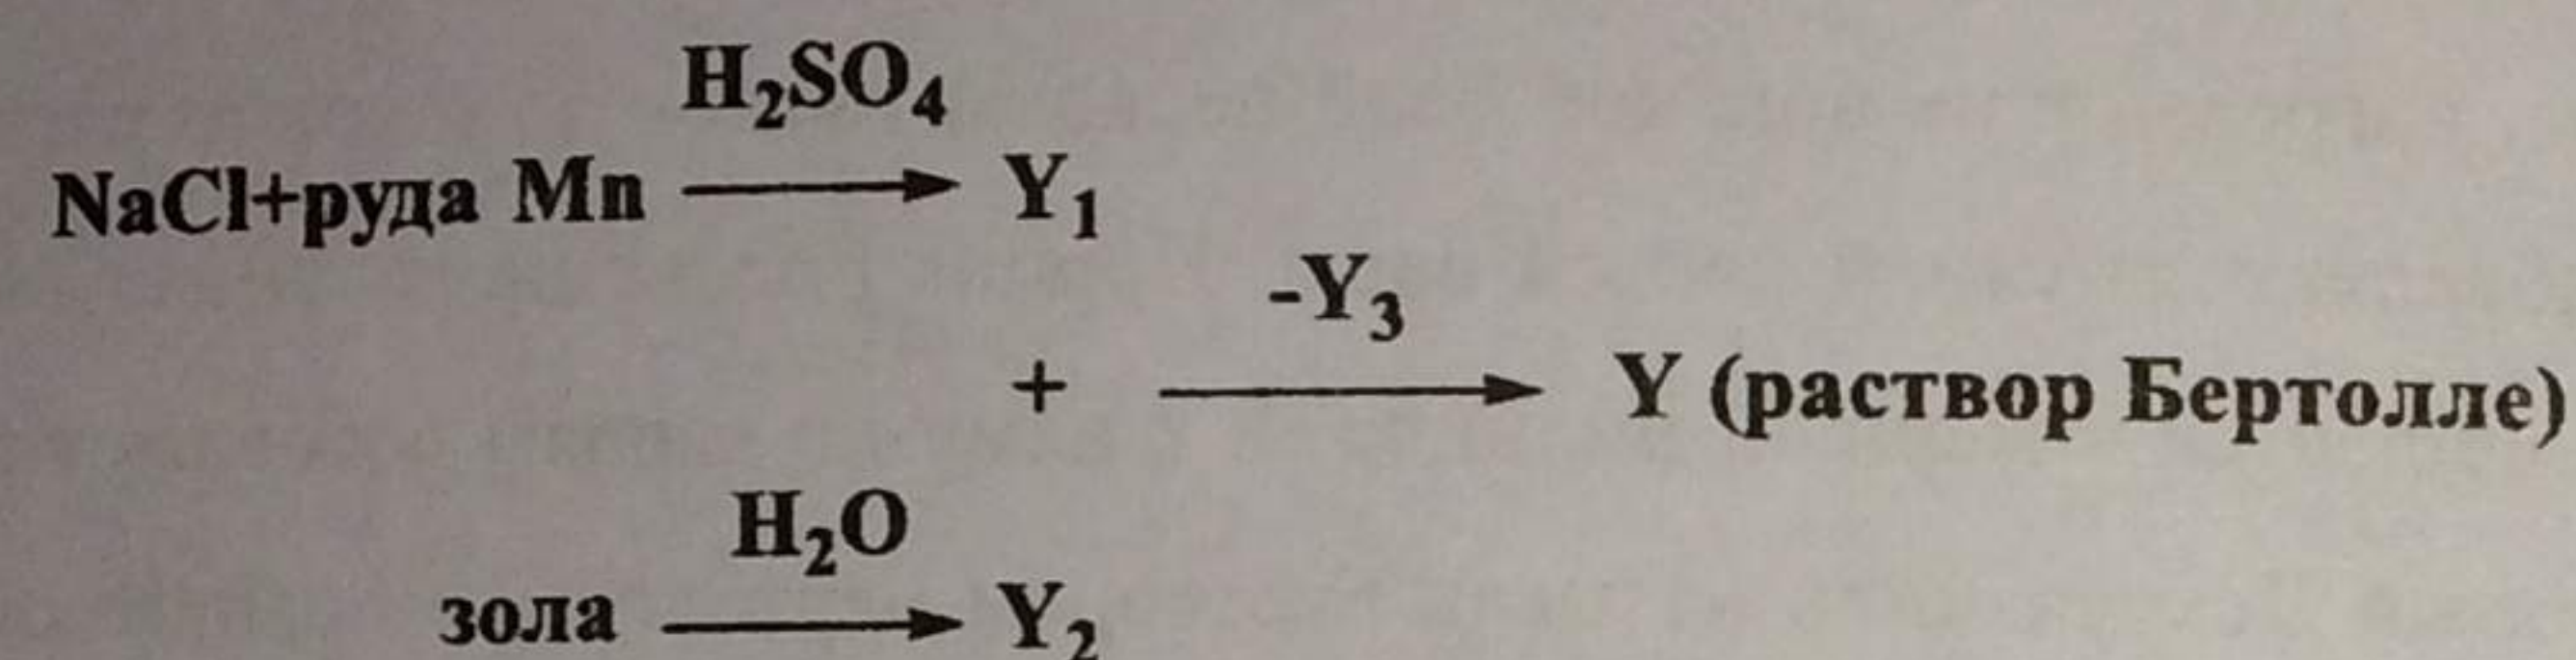 H₂SO₄
NaCl+руда Mn ⟶ Y₁
-Y₃
+ ⟶ Y (раствор Бертолле)
H₂O
зола ⟶ Y₂